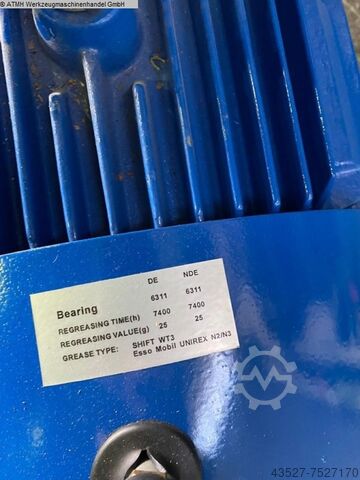 © ATMH Werkzeugmaschinenhandel GmbH
DE NDE
Bearing 6311 6311
REGREASING TIME(h) 7400 7400
REGREASING VALUE(g) 25 25
GREASE TYPE: SHIFT WT3
Esso Mobil UNIREX N2/N3
43527-7527170